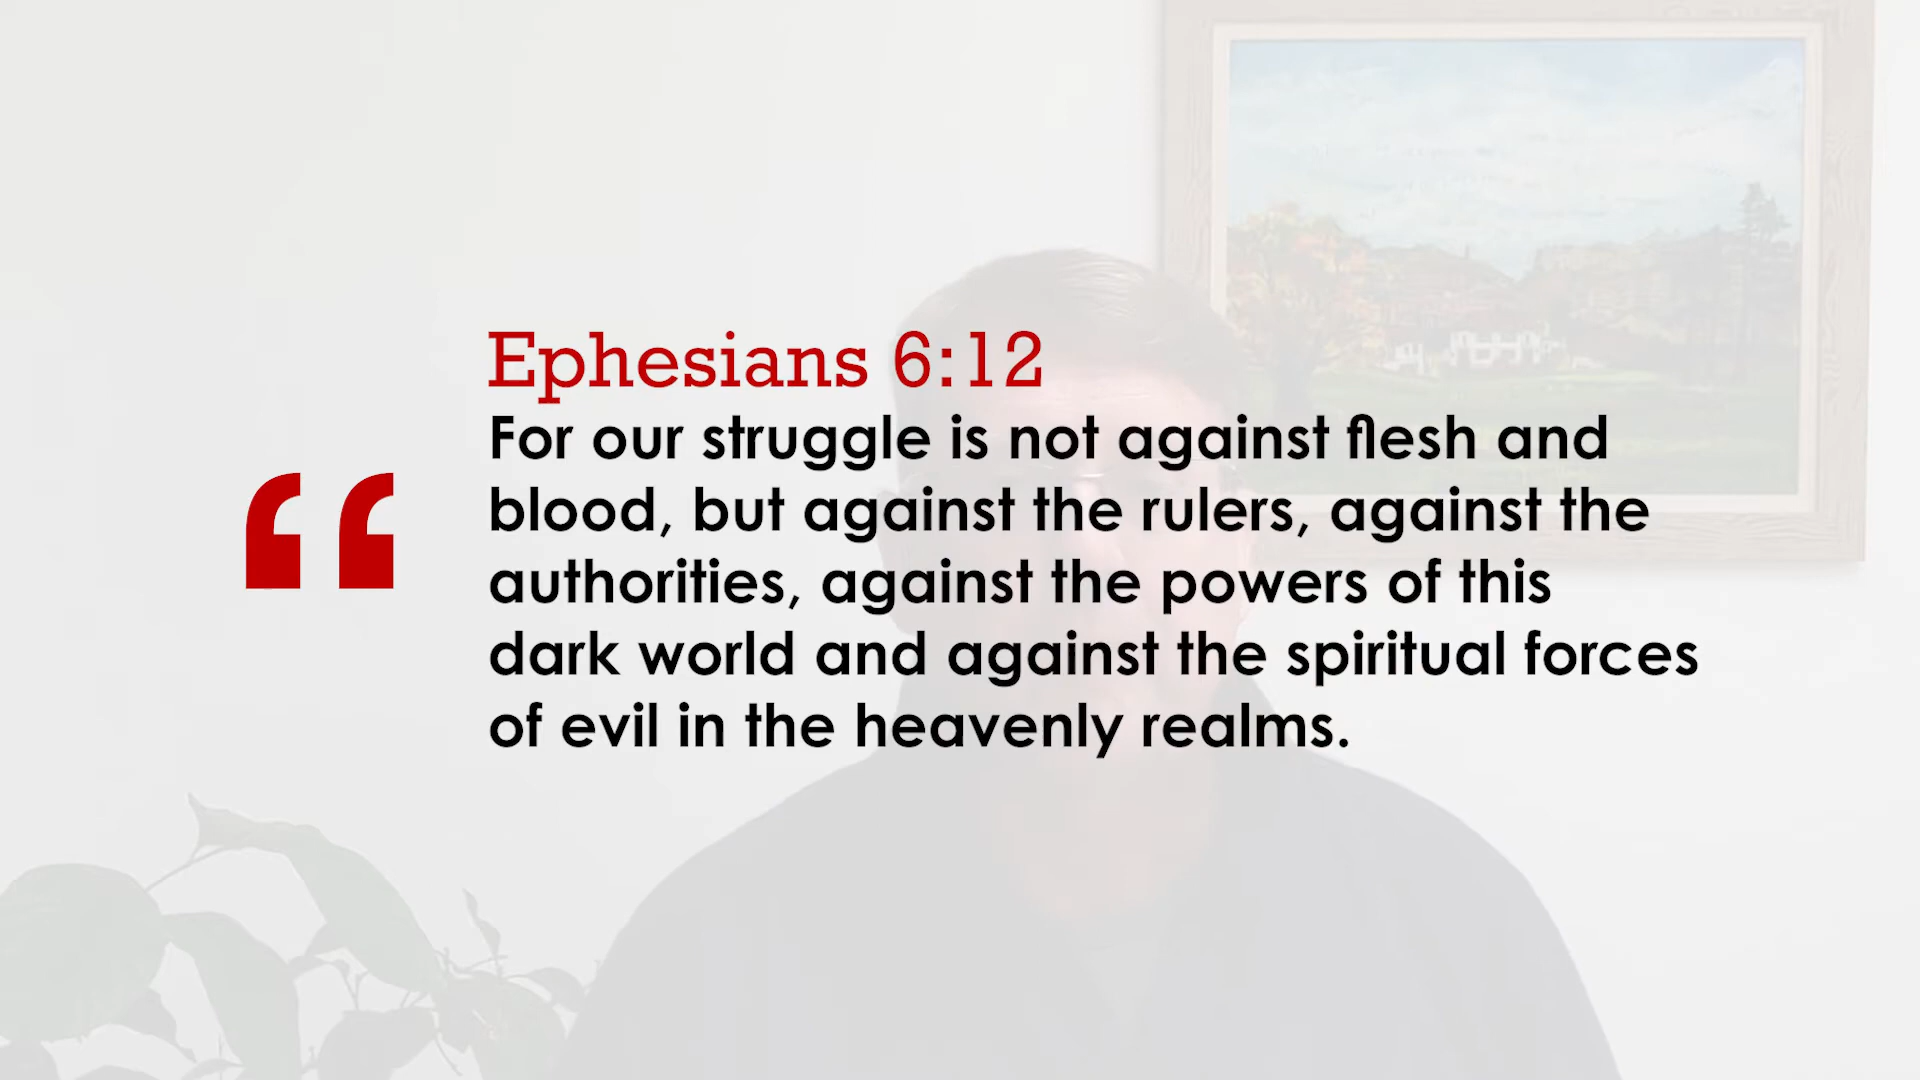 Ephesians 6:12
“
For our struggle is not against flesh and
blood, but against the rulers, against the
authorities, against the powers of this
dark world and against the spiritual forces
of evil in the heavenly realms.